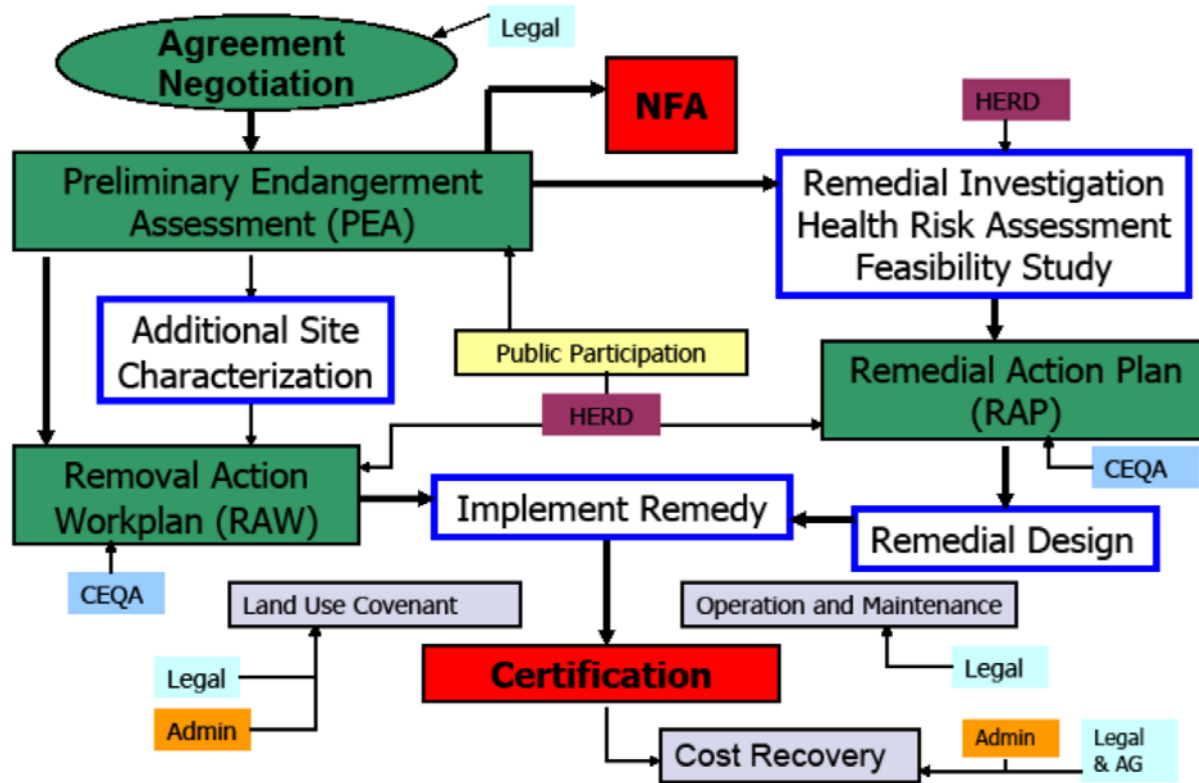 Agreement
Negotiation
Legal
NFA
HERD
Preliminary Endangerment
Assessment (PEA)
Remedial Investigation
Health Risk Assessment
Feasibility Study
Additional Site
Characterization
Public Participation
HERD
Remedial Action Plan
(RAP)
CEQA
Removal Action
Workplan (RAW)
Implement Remedy
Remedial Design
CEQA
Land Use Covenant
Operation and Maintenance
Legal
Admin
Certification
Legal
Cost Recovery
Admin
Legal
& AG